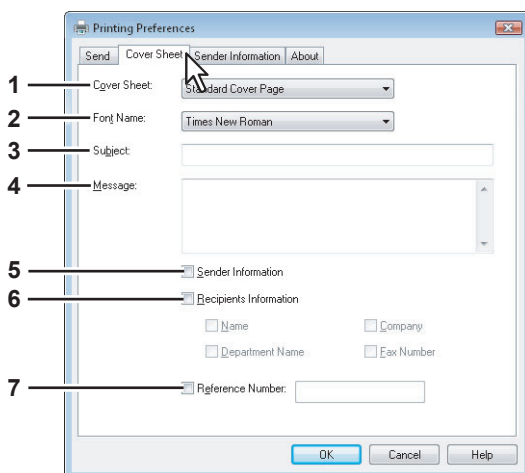 Printing Preferences
Send Cover Sheet Sender Information About
1 Cover Sheet: Standard Cover Page
2 Font Name: Times New Roman
3 Subject:
4 Message:
5 Sender Information
6 Recipients Information
Name Company
Department Name Fax Number
7 Reference Number:
OK Cancel Help